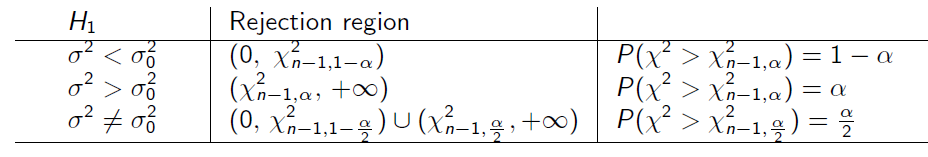 H₁ Rejection region
σ² < σ₀² (0, χ²ₙ₋₁,₁₋α) P(χ² > χ²ₙ₋₁,α) = 1 − α
σ² > σ₀² (χ²ₙ₋₁,α, +∞) P(χ² > χ²ₙ₋₁,α) = α
σ² ≠ σ₀² (0, χ²ₙ₋₁,₁₋α/₂) ∪ (χ²ₙ₋₁,α/₂, +∞) P(χ² > χ²ₙ₋₁,α/₂) = α/2